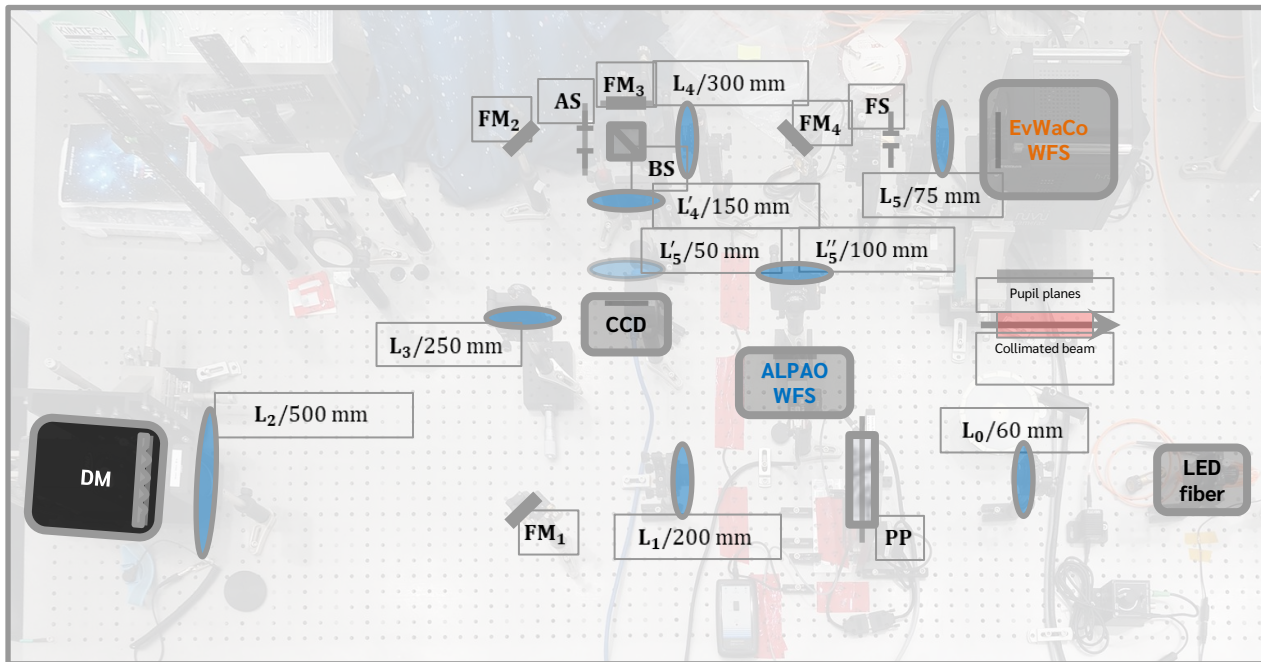 KIMTECH
FM₃
L₄/300 mm
AS
FM₂
FM₄
FS
EvWaCo
WFS
BS
L₅/75 mm
L′₄/150 mm
L′₅/50 mm
L″₅/100 mm
Pupil planes
CCD
Collimated beam
L₃/250 mm
ALPAO
WFS
L₂/500 mm
L₀/60 mm
DM
LED
fiber
FM₁
L₁/200 mm
PP